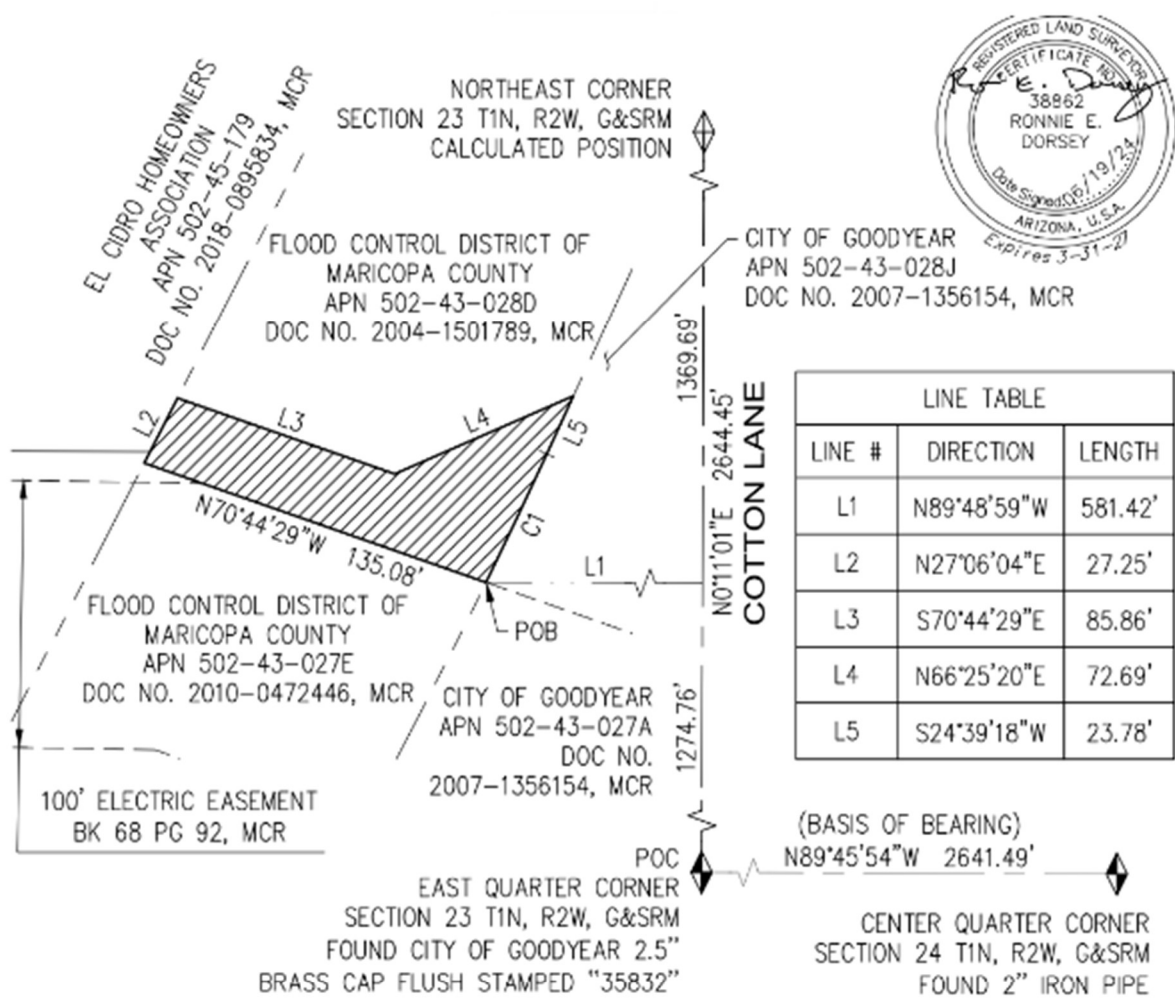 REGISTERED LAND SURVEYOR
CERTIFICATE NO.
38862
RONNIE E.
DORSEY
Date Signed 06/19/24
ARIZONA, U.S.A.
Expires 3-31-27
NORTHEAST CORNER
SECTION 23 T1N, R2W, G&SRM
CALCULATED POSITION
EL CIDRO HOMEOWNERS
ASSOCIATION
APN 502-45-179
DOC NO. 2018-0895834, MCR
FLOOD CONTROL DISTRICT OF
MARICOPA COUNTY
APN 502-43-028D
DOC NO. 2004-1501789, MCR
CITY OF GOODYEAR
APN 502-43-028J
DOC NO. 2007-1356154, MCR
1369.69'
N0°11'01"E 2644.45'
COTTON LANE
1274.76'
L2
L3
L4
L5
C1
L1
N70°44'29"W 135.08'
POB
LINE TABLE
LINE # DIRECTION LENGTH
L1 N89°48'59"W 581.42'
L2 N27°06'04"E 27.25'
L3 S70°44'29"E 85.86'
L4 N66°25'20"E 72.69'
L5 S24°39'18"W 23.78'
FLOOD CONTROL DISTRICT OF
MARICOPA COUNTY
APN 502-43-027E
DOC NO. 2010-0472446, MCR
CITY OF GOODYEAR
APN 502-43-027A
DOC NO.
2007-1356154, MCR
100' ELECTRIC EASEMENT
BK 68 PG 92, MCR
(BASIS OF BEARING)
N89°45'54"W 2641.49'
POC
EAST QUARTER CORNER
SECTION 23 T1N, R2W, G&SRM
FOUND CITY OF GOODYEAR 2.5"
BRASS CAP FLUSH STAMPED "35832"
CENTER QUARTER CORNER
SECTION 24 T1N, R2W, G&SRM
FOUND 2" IRON PIPE